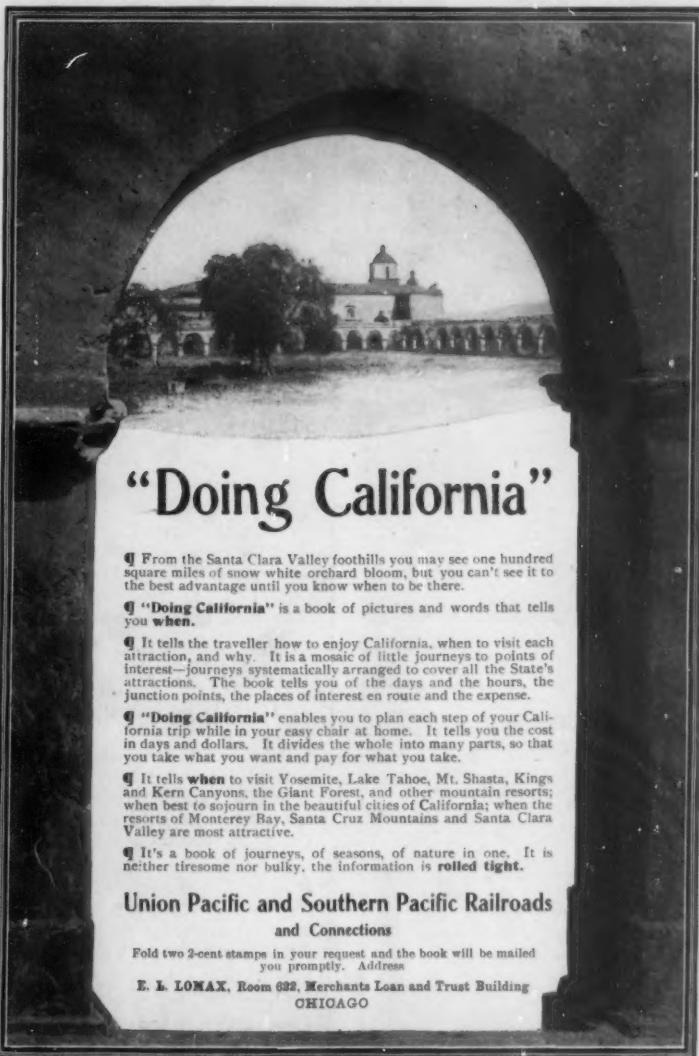 "Doing California"
¶ From the Santa Clara Valley foothills you may see one hundred
square miles of snow white orchard bloom, but you can't see it to
the best advantage until you know when to be there.
¶ "Doing California" is a book of pictures and words that tells
you when.
¶ It tells the traveller how to enjoy California, when to visit each
attraction, and why. It is a mosaic of little journeys to points of
interest—journeys systematically arranged to cover all the State's
attractions. The book tells you of the days and the hours, the
junction points, the places of interest en route and the expense.
¶ "Doing California" enables you to plan each step of your Cali-
fornia trip while in your easy chair at home. It tells you the cost
in days and dollars. It divides the whole into many parts, so that
you take what you want and pay for what you take.
¶ It tells when to visit Yosemite, Lake Tahoe, Mt. Shasta, Kings
and Kern Canyons, the Giant Forest, and other mountain resorts;
when best to sojourn in the beautiful cities of California; when the
resorts of Monterey Bay, Santa Cruz Mountains and Santa Clara
Valley are most attractive.
¶ It's a book of journeys, of seasons, of nature in one. It is
neither tiresome nor bulky, the information is rolled tight.
Union Pacific and Southern Pacific Railroads
and Connections
Fold two 2-cent stamps in your request and the book will be mailed
you promptly. Address
E. L. LOMAX, Room 622, Merchants Loan and Trust Building
CHICAGO